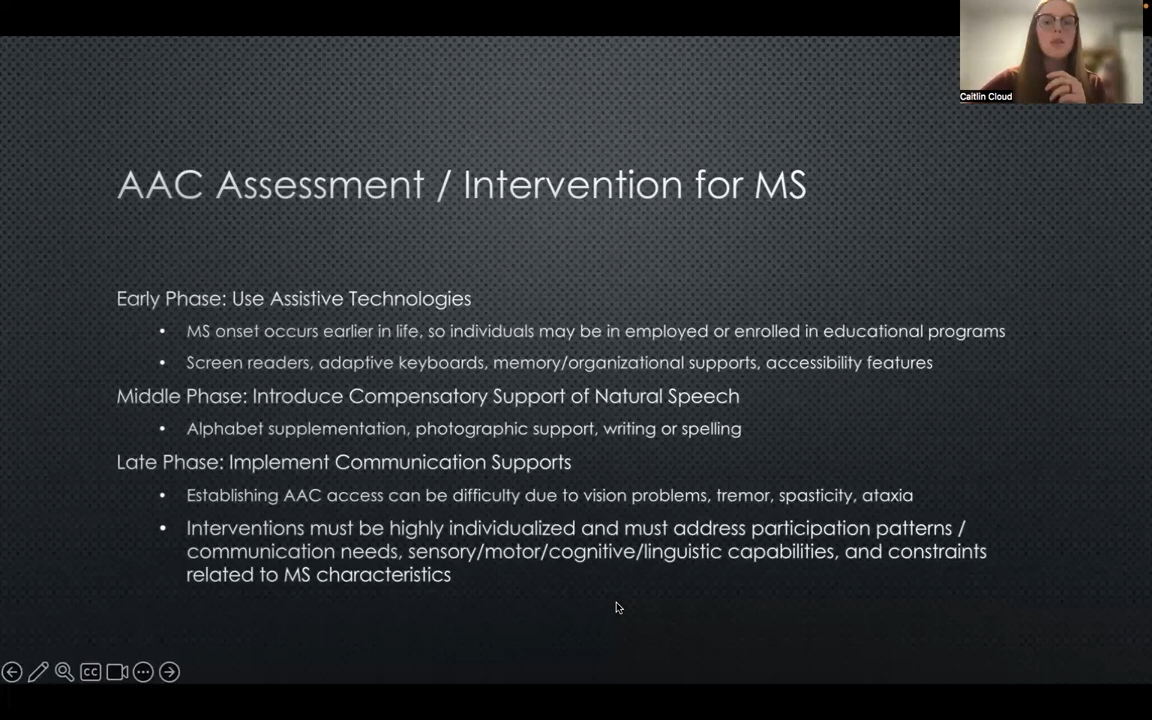 Caitlin Cloud
AAC Assessment / Intervention for MS
Early Phase: Use Assistive Technologies
• MS onset occurs earlier in life, so individuals may be in employed or enrolled in educational programs
• Screen readers, adaptive keyboards, memory/organizational supports, accessibility features
Middle Phase: Introduce Compensatory Support of Natural Speech
• Alphabet supplementation, photographic support, writing or spelling
Late Phase: Implement Communication Supports
• Establishing AAC access can be difficulty due to vision problems, tremor, spasticity, ataxia
• Interventions must be highly individualized and must address participation patterns /
communication needs, sensory/motor/cognitive/linguistic capabilities, and constraints
related to MS characteristics
CC